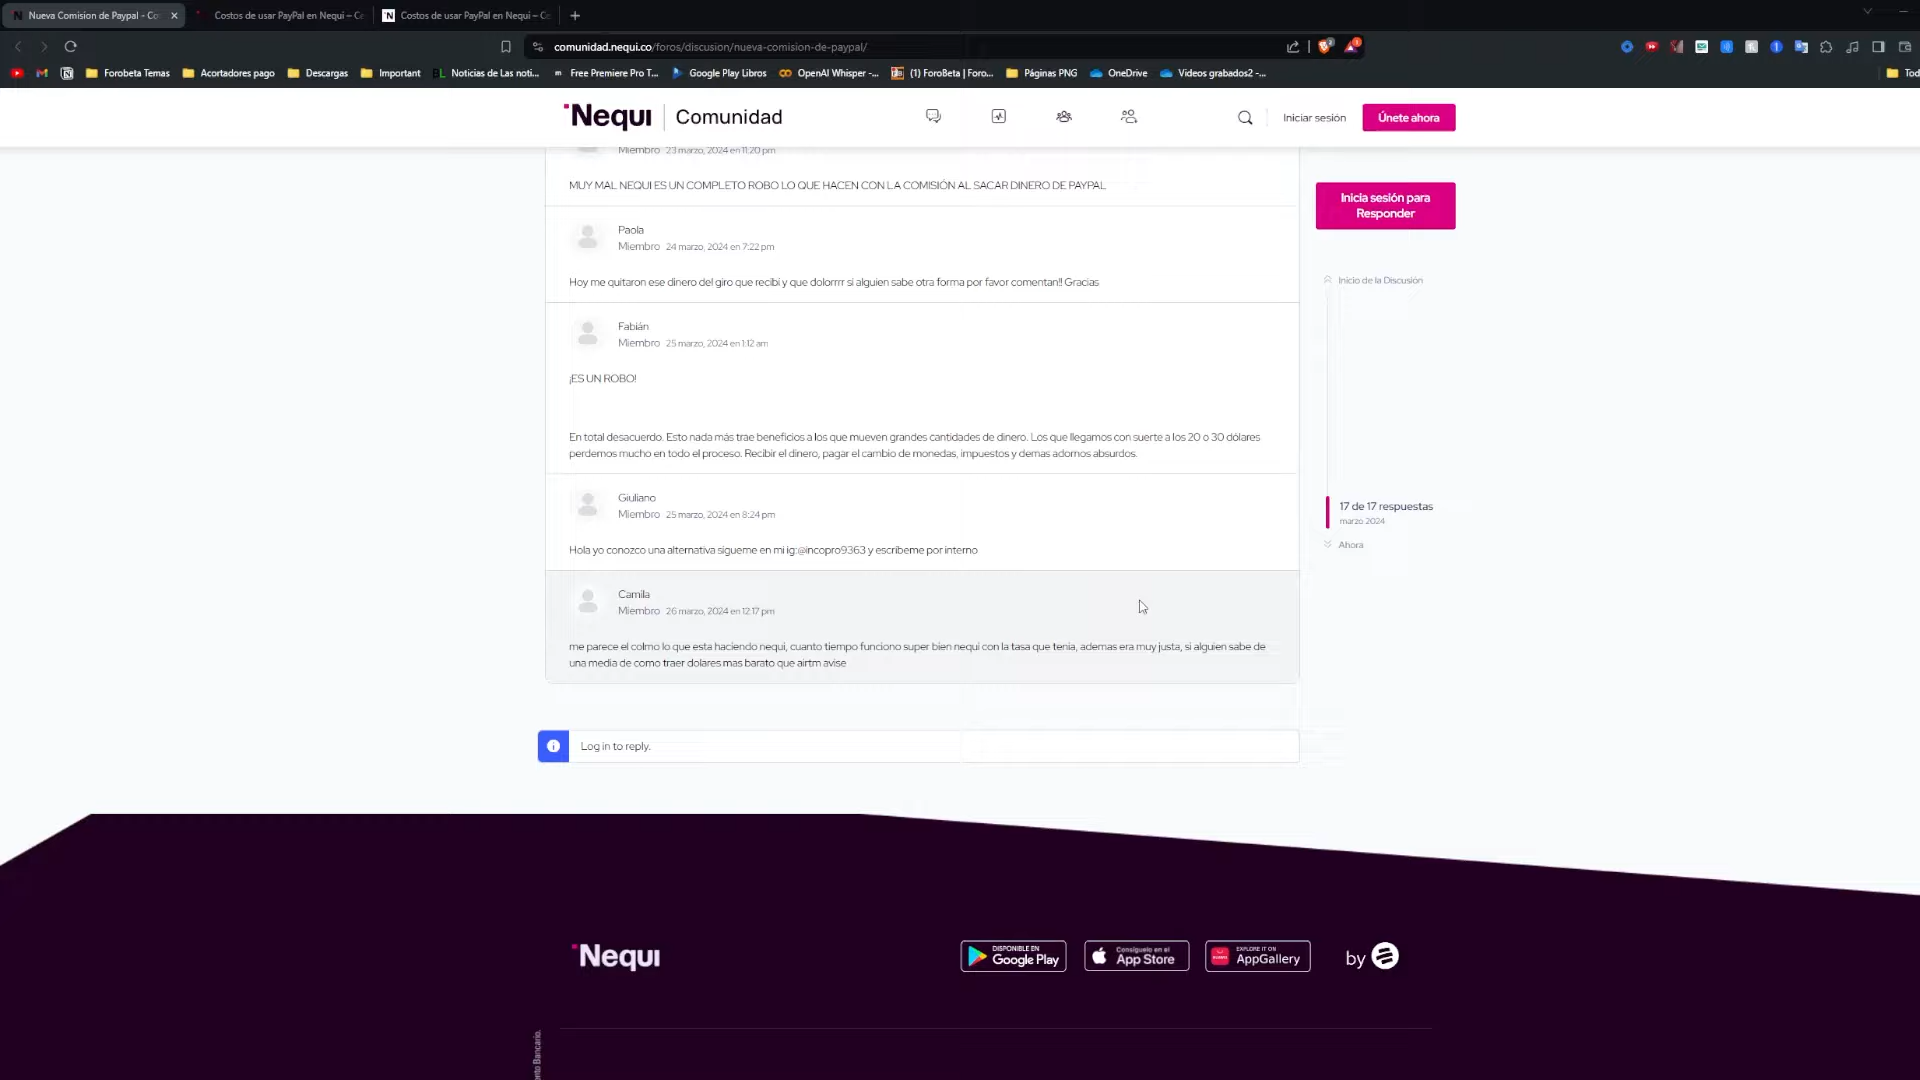 Nueva Comision de Paypal - Co
Costos de usar PayPal en Nequi – Ce
Costos de usar PayPal en Nequi – Ce
comunidad.nequi.co/foros/discusion/nueva-comision-de-paypal/
Forobeta Temas
Acortadores pago
Descargas
Important
Noticias de Las noti...
Free Premiere Pro T...
Google Play Libros
OpenAI Whisper -...
(1) ForoBeta | Foro...
Páginas PNG
OneDrive
Videos grabados2 -...
Tod
Nequi
Comunidad
Iniciar sesión
Únete ahora
Miembro 23 marzo, 2024 en 11:20 pm
MUY MAL NEQUI ES UN COMPLETO ROBO LO QUE HACEN CON LA COMISIÓN AL SACAR DINERO DE PAYPAL
Paola
Miembro 24 marzo, 2024 en 7:22 pm
Hoy me quitaron ese dinero del giro que recibí y que dolorrrr si alguien sabe otra forma por favor comentan!! Gracias
Fabián
Miembro 25 marzo, 2024 en 1:12 am
¡ES UN ROBO!
En total desacuerdo. Esto nada más trae beneficios a los que mueven grandes cantidades de dinero. Los que llegamos con suerte a los 20 o 30 dólares
perdemos mucho en todo el proceso. Recibir el dinero, pagar el cambio de monedas, impuestos y demas adornos absurdos.
Giuliano
Miembro 25 marzo, 2024 en 8:24 pm
Hola yo conozco una alternativa sigueme en mi ig:@incopro9363 y escribeme por interno
Camila
Miembro 26 marzo, 2024 en 12:17 pm
me parece el colmo lo que esta haciendo nequi, cuanto tiempo funciono super bien nequi con la tasa que tenia, ademas era muy justa, si alguien sabe de
una media de como traer dolares mas barato que airtm avise
Inicia sesión para
Responder
Inicio de la Discusión
17 de 17 respuestas
marzo 2024
Ahora
Log in to reply.
Nequi
DISPONIBLE EN
Google Play
Consíguelo en el
App Store
EXPLORE IT ON
AppGallery
by
nto Bancario.